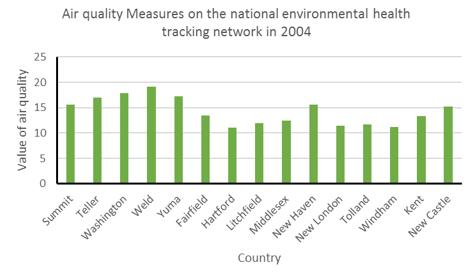 Air quality Measures on the national environmental health
tracking network in 2004
25
20
15
10
5
0
Value of air quality
Summit
Teller
Washington
Weld
Yuma
Fairfield
Hartford
Litchfield
Middlesex
New Haven
New London
Tolland
Windham
Kent
New Castle
Country